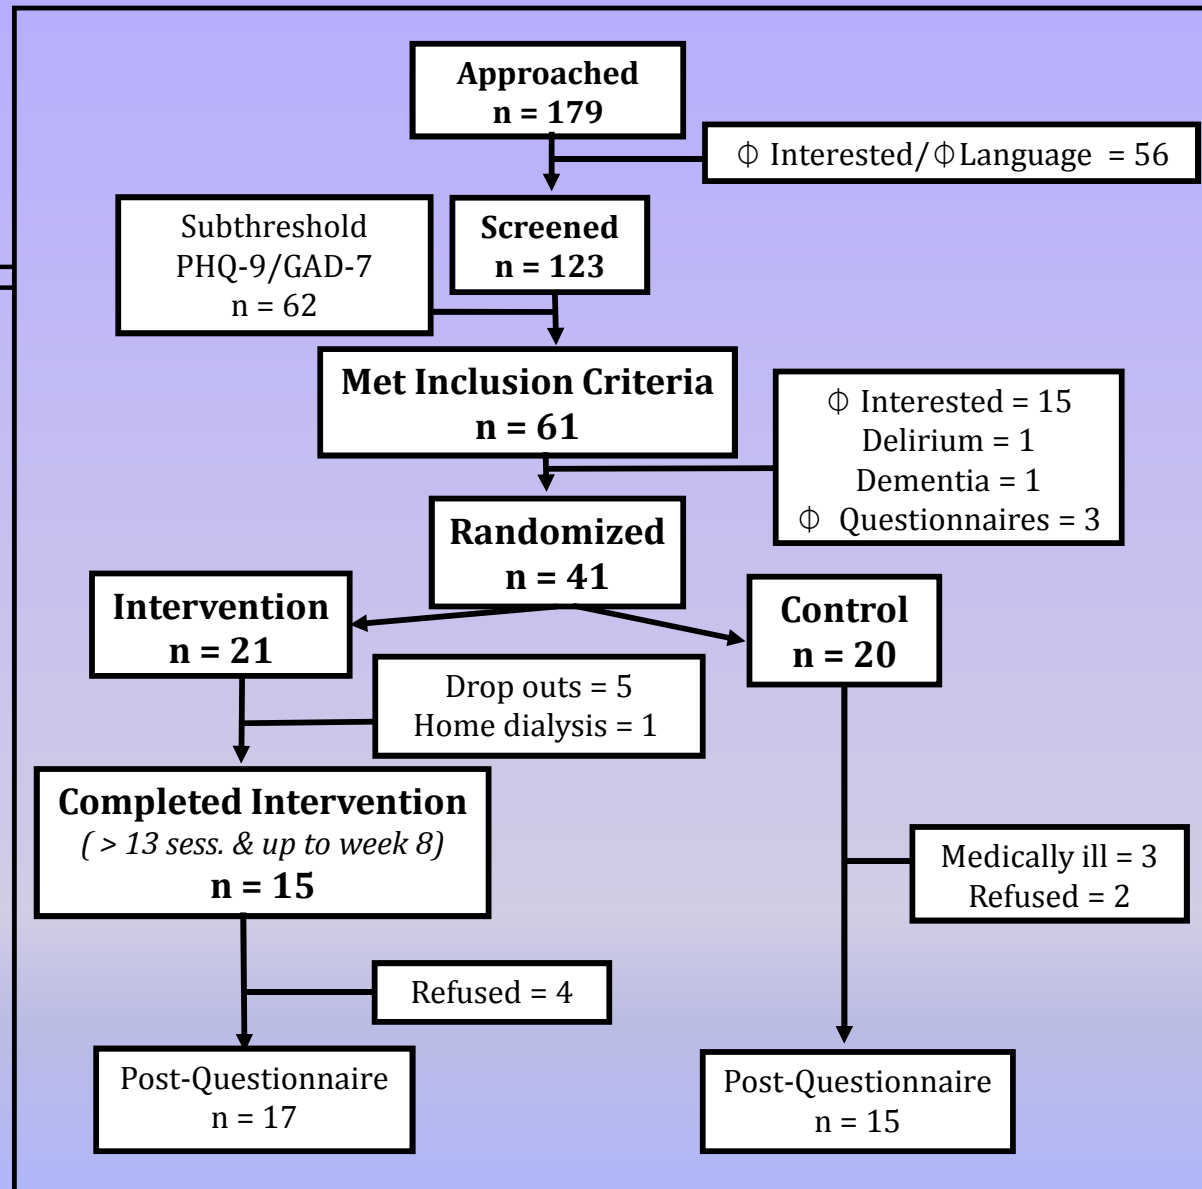 Approached
n = 179
⌽ Interested/⌽Language = 56
Screened
n = 123
Subthreshold
PHQ-9/GAD-7
n = 62
Met Inclusion Criteria
n = 61
⌽ Interested = 15
Delirium = 1
Dementia = 1
⌽ Questionnaires = 3
Randomized
n = 41
Intervention
n = 21
Control
n = 20
Drop outs = 5
Home dialysis = 1
Completed Intervention
( > 13 sess. & up to week 8)
n = 15
Medically ill = 3
Refused = 2
Refused = 4
Post-Questionnaire
n = 17
Post-Questionnaire
n = 15